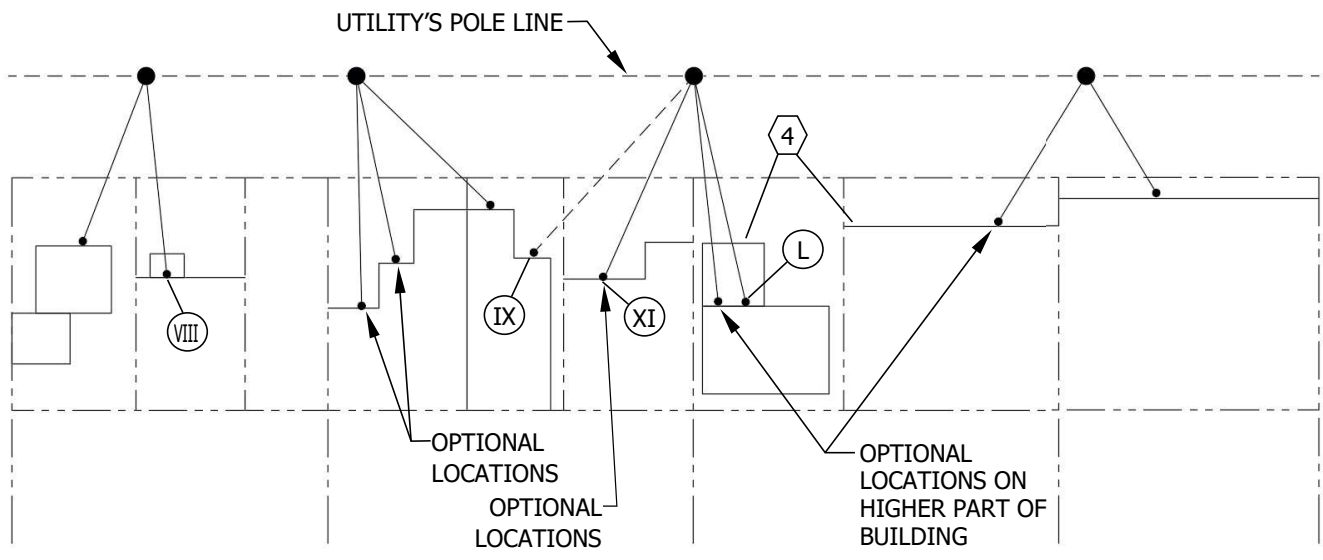 UTILITY'S POLE LINE
4
L
VIII
IX
XI
OPTIONAL
LOCATIONS
OPTIONAL
LOCATIONS
OPTIONAL
LOCATIONS ON
HIGHER PART OF
BUILDING